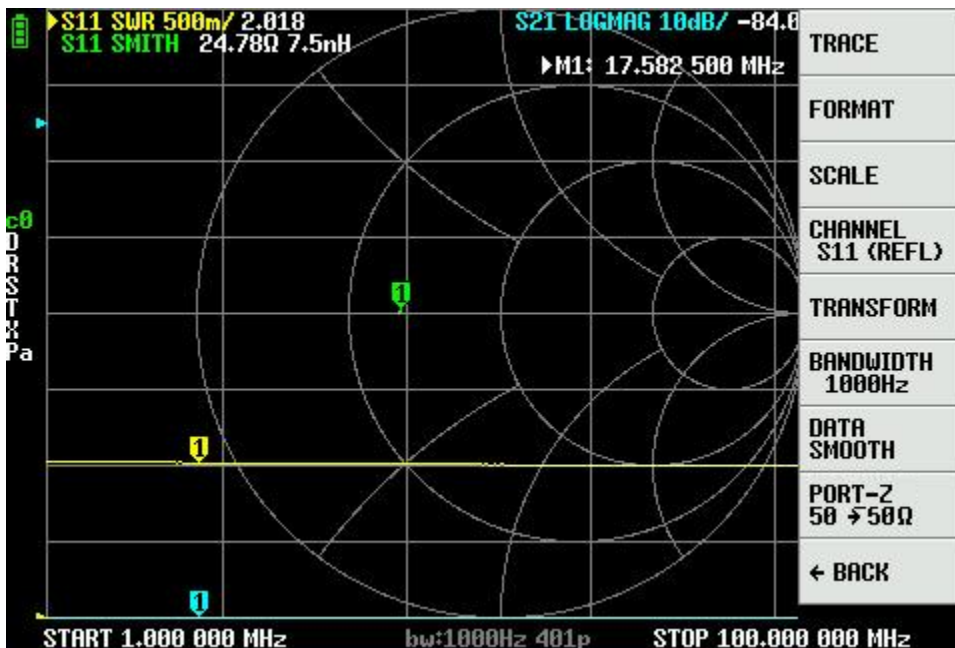 S11 SWR 500m/ 2.018
S11 SMITH 24.78Ω 7.5nH
S21 LOGMAG 10dB/ -84.0
M1: 17.582 500 MHz
TRACE
FORMAT
SCALE
CHANNEL
S11 (REFL)
TRANSFORM
BANDWIDTH
1000Hz
DATA
SMOOTH
PORT-Z
50 → 50Ω
← BACK
c0
D
R
S
T
X
Pa
1
1
1
START 1.000 000 MHz
bw:1000Hz 401p
STOP 100.000 000 MHz